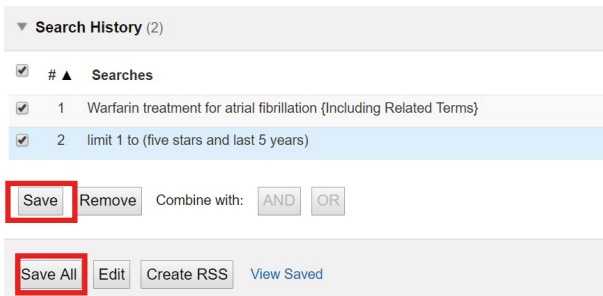 ▼ Search History (2)
# ▲ Searches
1 Warfarin treatment for atrial fibrillation {Including Related Terms}
2 limit 1 to (five stars and last 5 years)
Save Remove Combine with: AND OR
Save All Edit Create RSS View Saved